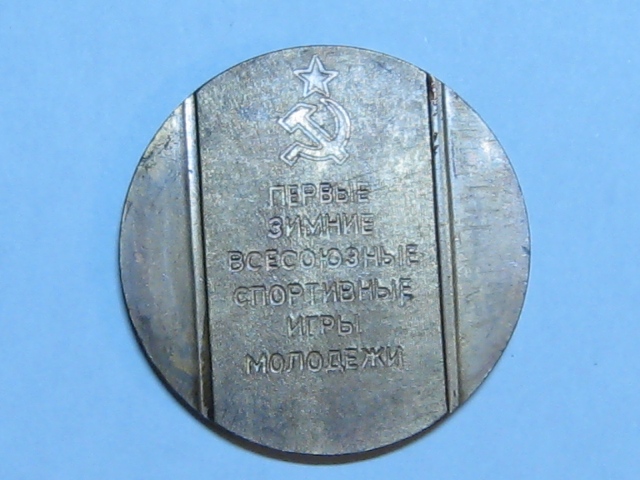 ПЕРВЫЕ
ЗИМНИЕ
ВСЕСОЮЗНЫЕ
СПОРТИВНЫЕ
ИГРЫ
МОЛОДЕЖИ